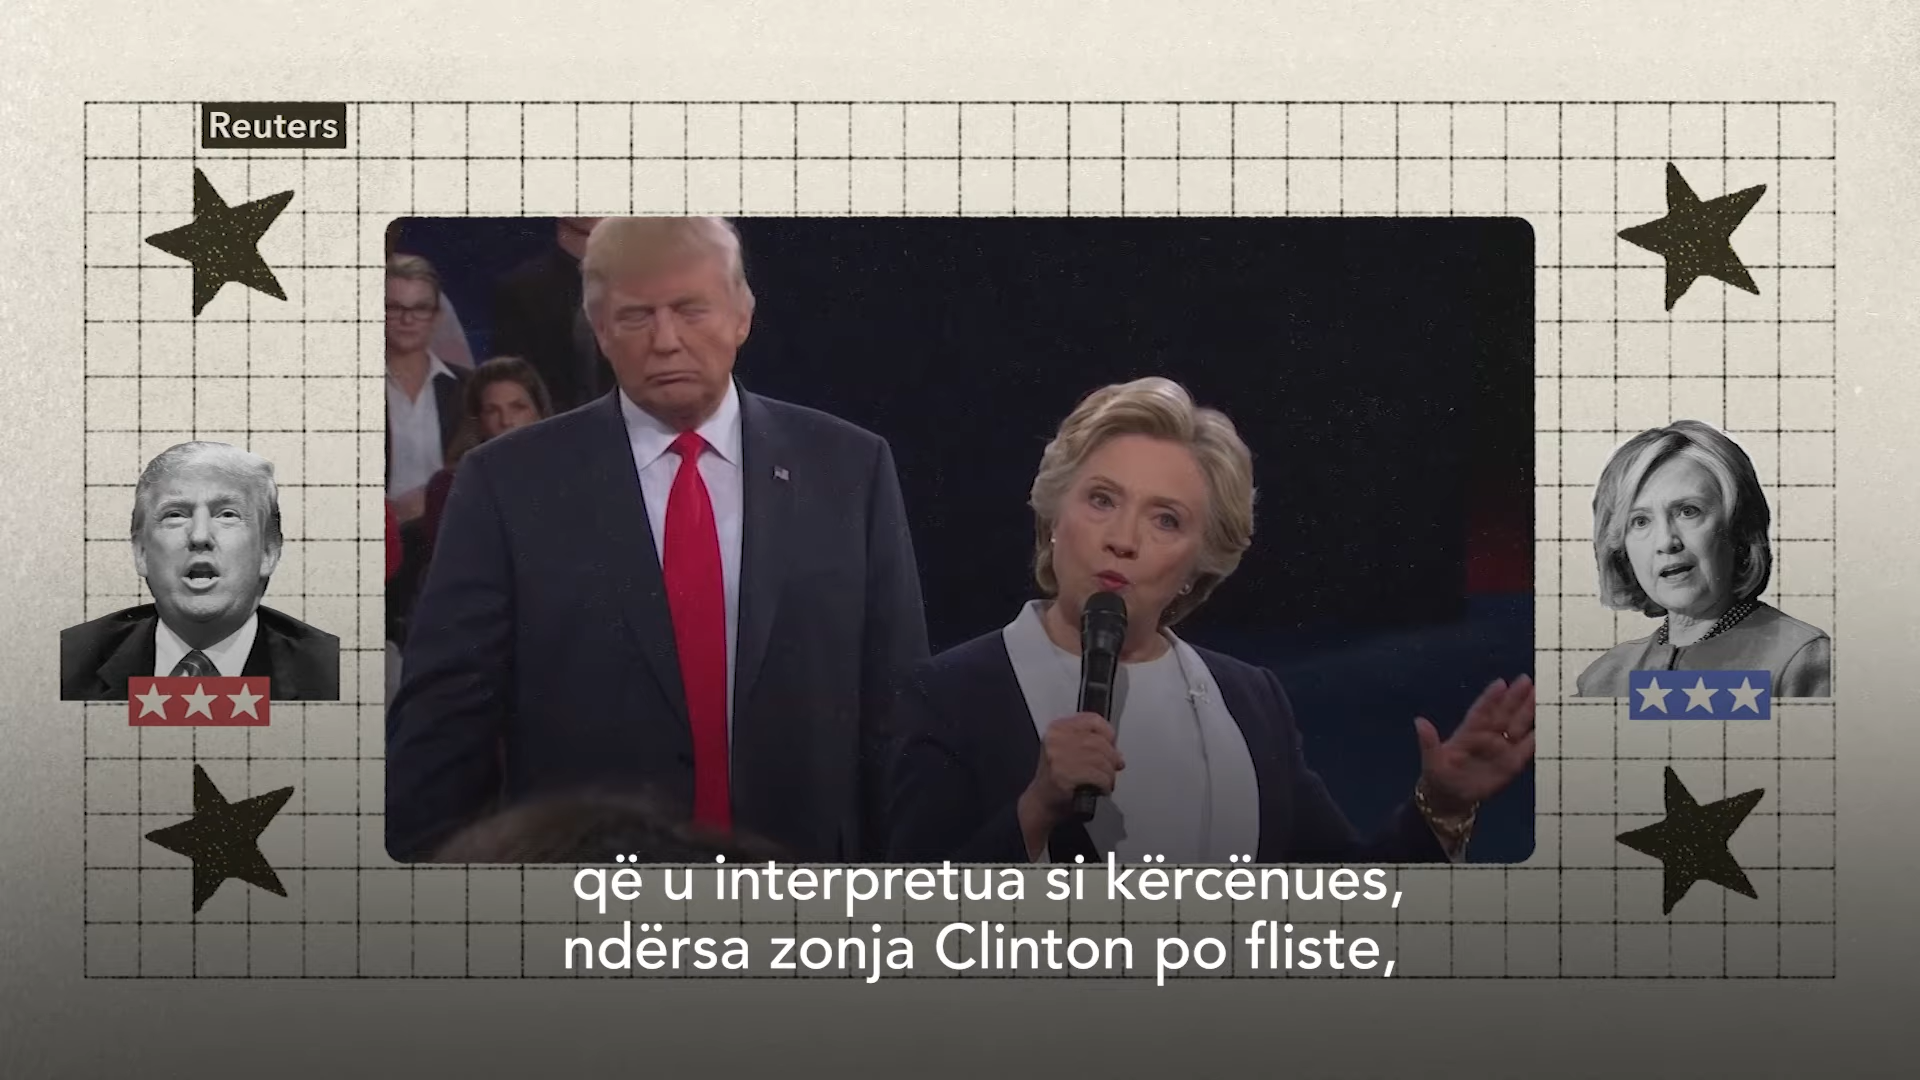 Reuters
që u interpretua si kërcënues,
ndërsa zonja Clinton po fliste,